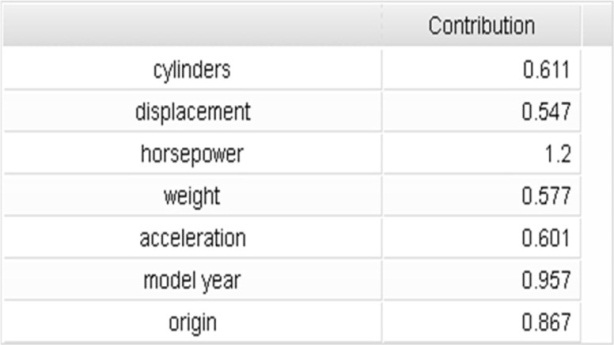 Contribution
cylinders 0.611
displacement 0.547
horsepower 1.2
weight 0.577
acceleration 0.601
model year 0.957
origin 0.867